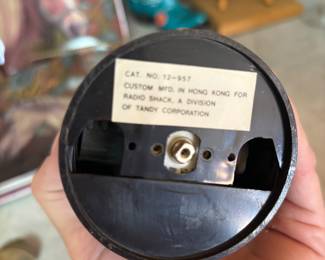 CAT. NO. 12-957
CUSTOM MFD. IN HONG KONG FOR
RADIO SHACK, A DIVISION
OF TANDY CORPORATION